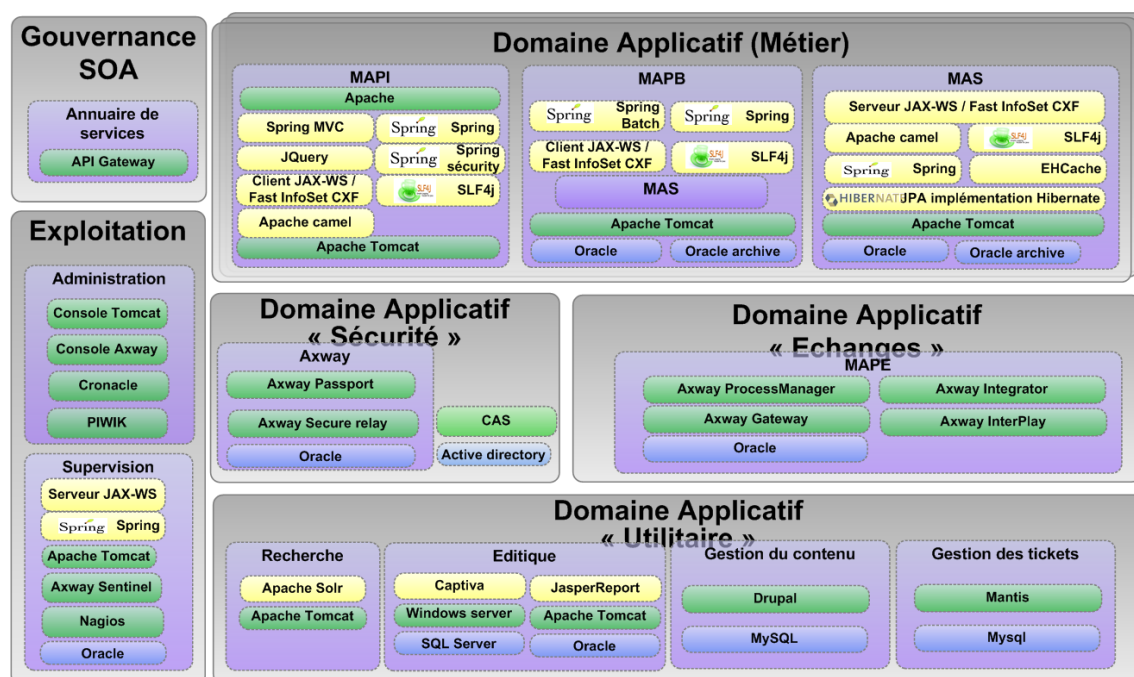 Gouvernance
SOA
Annuaire de
services
API Gateway
Exploitation
Administration
Console Tomcat
Console Axway
Cronacle
PIWIK
Supervision
Serveur JAX-WS
Spring Spring
Apache Tomcat
Axway Sentinel
Nagios
Oracle
Domaine Applicatif (Métier)
MAPI
Apache
Spring MVC
Spring Spring
JQuery
Spring Spring
sécurity
Client JAX-WS /
Fast InfoSet CXF
SLF4J SLF4j
Apache camel
Apache Tomcat
MAPB
Spring Spring
Batch
Spring Spring
Client JAX-WS /
Fast InfoSet CXF
SLF4J SLF4j
MAS
Apache Tomcat
Oracle
Oracle archive
MAS
Serveur JAX-WS / Fast InfoSet CXF
Apache camel
SLF4J SLF4j
Spring Spring
EHCache
HIBERNATE JPA implémentation Hibernate
Apache Tomcat
Oracle
Oracle archive
Domaine Applicatif
« Sécurité »
Axway
Axway Passport
Axway Secure relay
Oracle
CAS
Active directory
Domaine Applicatif
« Echanges »
MAPE
Axway ProcessManager
Axway Integrator
Axway Gateway
Axway InterPlay
Oracle
Domaine Applicatif
« Utilitaire »
Recherche
Apache Solr
Apache Tomcat
Editique
Captiva
JasperReport
Windows server
Apache Tomcat
SQL Server
Oracle
Gestion du contenu
Drupal
MySQL
Gestion des tickets
Mantis
Mysql